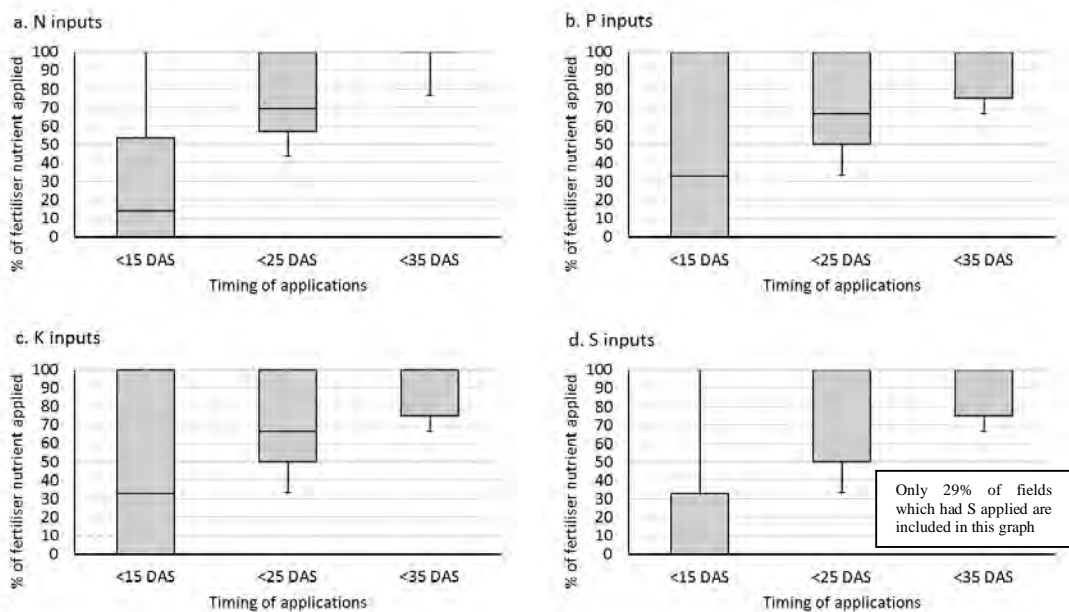 a. N inputs
% of fertiliser nutrient applied
100
90
80
70
60
50
40
30
20
10
0
<15 DAS
<25 DAS
<35 DAS
Timing of applications
b. P inputs
% of fertiliser nutrient applied
100
90
80
70
60
50
40
30
20
10
0
<15 DAS
<25 DAS
<35 DAS
Timing of applications
c. K inputs
% of fertiliser nutrient applied
100
90
80
70
60
50
40
30
20
10
0
<15 DAS
<25 DAS
<35 DAS
Timing of applications
d. S inputs
% of fertiliser nutrient applied
100
90
80
70
60
50
40
30
20
10
0
Only 29% of fields
which had S applied are
included in this graph
<15 DAS
<25 DAS
<35 DAS
Timing of applications